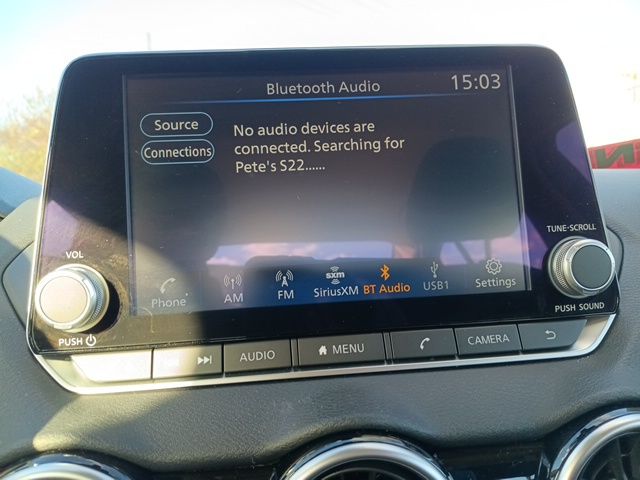 Bluetooth Audio 15:03
Source
Connections
No audio devices are
connected. Searching for
Pete's S22......
TUNE-SCROLL
VOL
Phone AM FM sxm SiriusXM BT Audio USB1 Settings
PUSH
PUSH SOUND
AUDIO MENU CAMERA